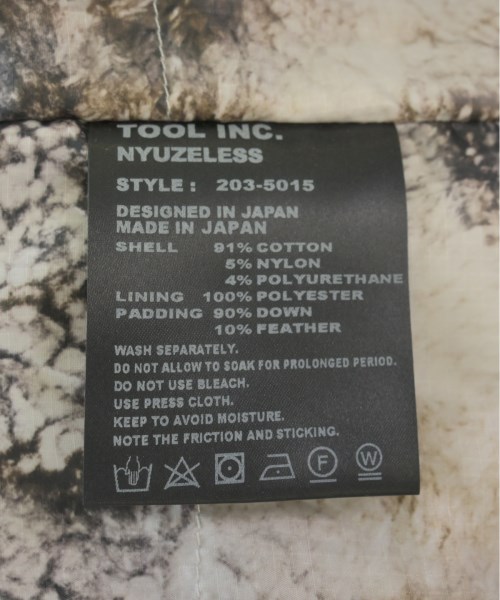 TOOL INC.
NYUZELESS
STYLE : 203-5015
DESIGNED IN JAPAN
MADE IN JAPAN
SHELL 91% COTTON
5% NYLON
4% POLYURETHANE
LINING 100% POLYESTER
PADDING 90% DOWN
10% FEATHER
WASH SEPARATELY.
DO NOT ALLOW TO SOAK FOR PROLONGED PERIOD.
DO NOT USE BLEACH.
USE PRESS CLOTH.
KEEP TO AVOID MOISTURE.
NOTE THE FRICTION AND STICKING.
F W